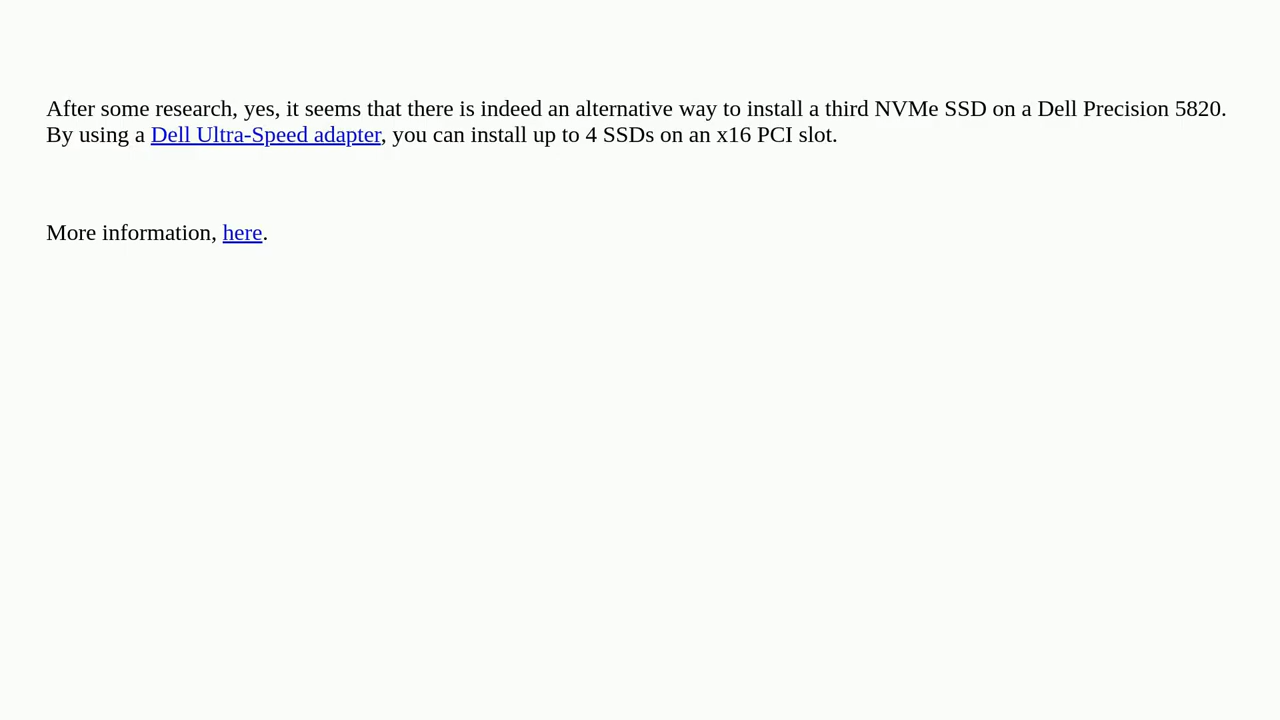 After some research, yes, it seems that there is indeed an alternative way to install a third NVMe SSD on a Dell Precision 5820.
By using a Dell Ultra-Speed adapter, you can install up to 4 SSDs on an x16 PCI slot.
More information, here.